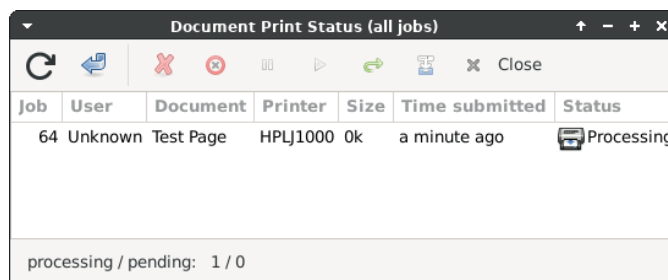 Document Print Status (all jobs)
Close
Job User Document Printer Size Time submitted Status
64 Unknown Test Page HPLJ1000 0k a minute ago Processing
processing / pending: 1 / 0